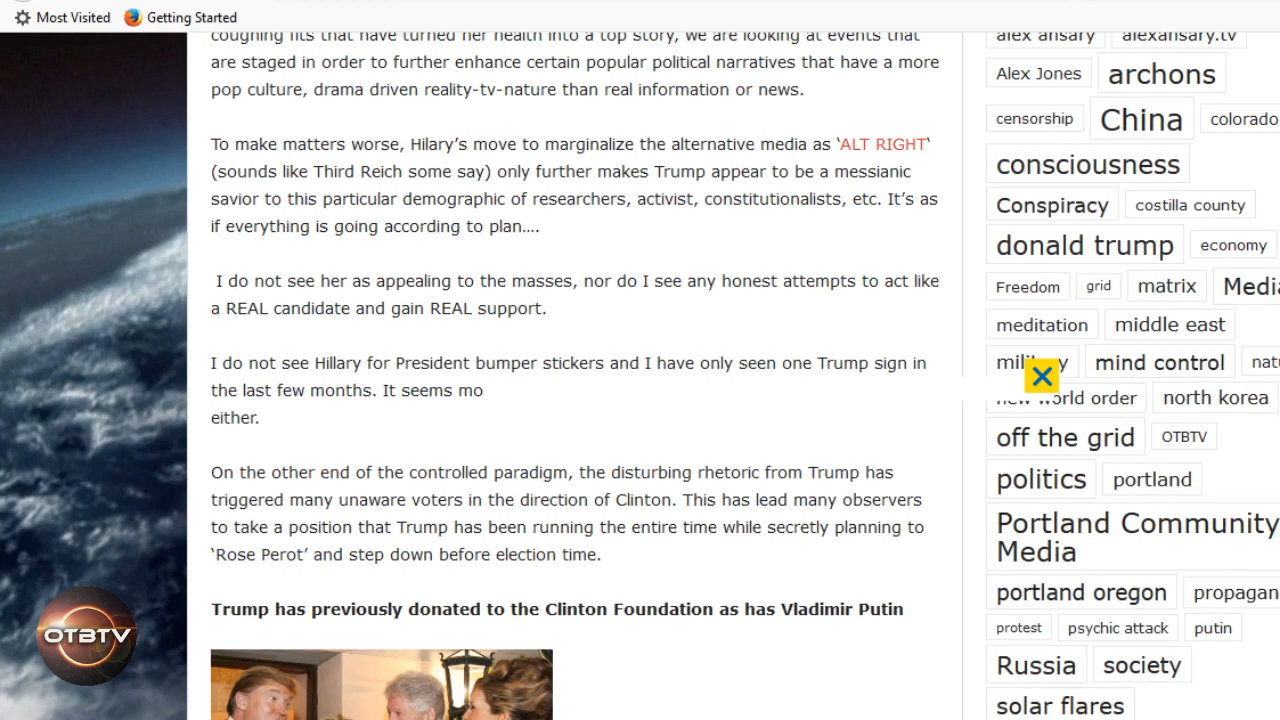 Most Visited Getting Started
coughing fits that have turned her health into a top story, we are looking at events that
are staged in order to further enhance certain popular political narratives that have a more
pop culture, drama driven reality-tv-nature than real information or news.
To make matters worse, Hilary’s move to marginalize the alternative media as ‘ALT RIGHT‘
(sounds like Third Reich some say) only further makes Trump appear to be a messianic
savior to this particular demographic of researchers, activist, constitutionalists, etc. It’s as
if everything is going according to plan….
I do not see her as appealing to the masses, nor do I see any honest attempts to act like
a REAL candidate and gain REAL support.
I do not see Hillary for President bumper stickers and I have only seen one Trump sign in
the last few months. It seems mo
either.
On the other end of the controlled paradigm, the disturbing rhetoric from Trump has
triggered many unaware voters in the direction of Clinton. This has lead many observers
to take a position that Trump has been running the entire time while secretly planning to
‘Rose Perot’ and step down before election time.
Trump has previously donated to the Clinton Foundation as has Vladimir Putin
OTBTV
alex ansary alexansary.tv
Alex Jones archons
censorship China colorado
consciousness
Conspiracy costilla county
donald trump economy
Freedom grid matrix Media
meditation middle east
military mind control natu
new world order north korea
off the grid OTBTV
politics portland
Portland Community
Media
portland oregon propagan
protest psychic attack putin
Russia society
solar flares